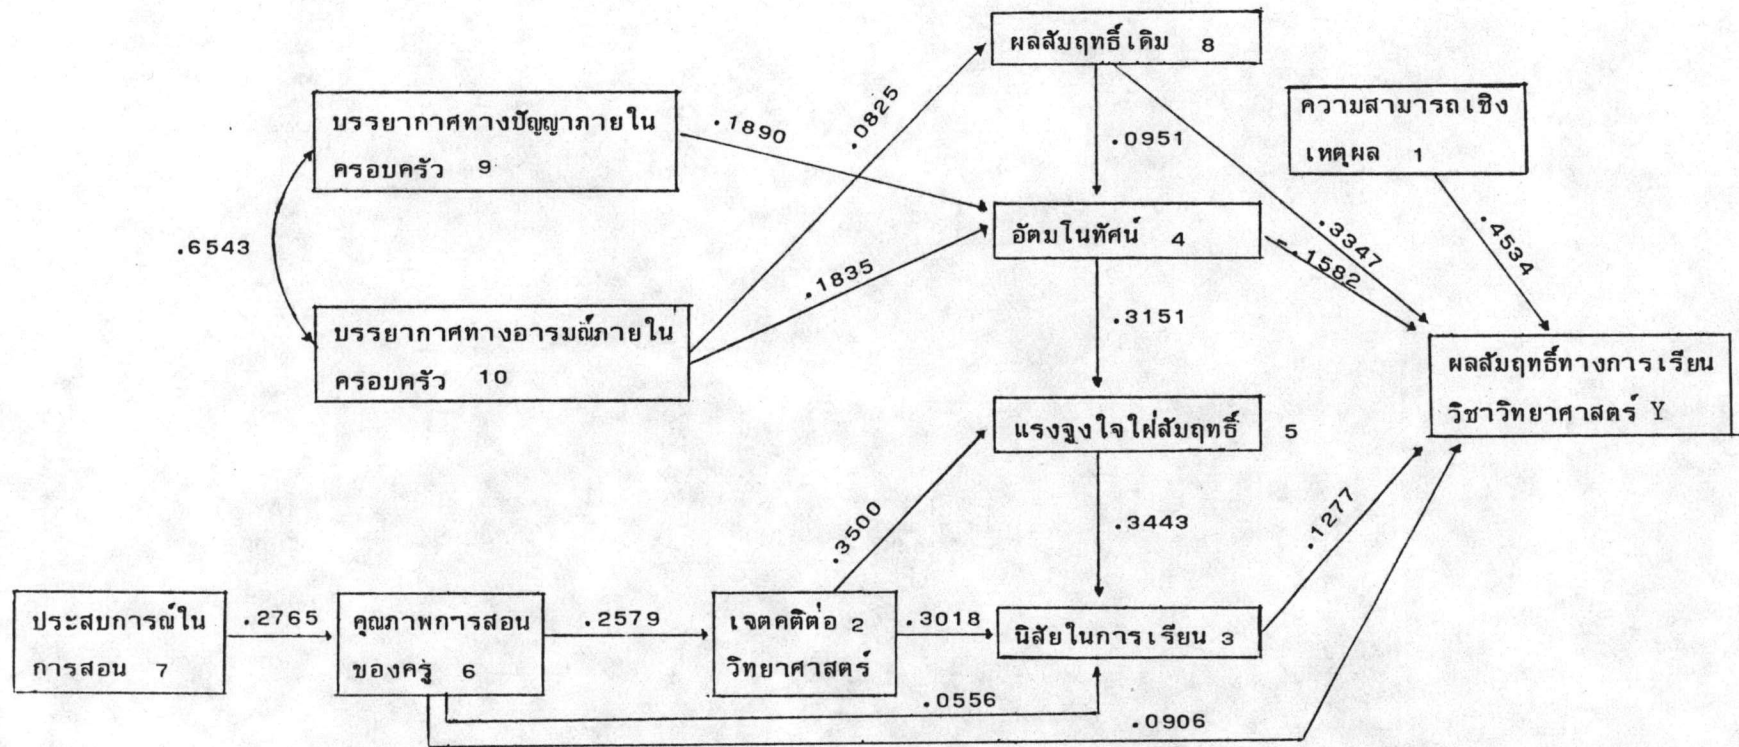 ผลสัมฤทธิ์เดิม 8
ความสามารถเชิง
เหตุผล 1
บรรยากาศทางปัญญาภายใน
ครอบครัว 9
.1890
.0825
.0951
.6543
อัตมโนทัศน์ 4
.3347
.4534
-.1582
.1835
บรรยากาศทางอารมณ์ภายใน
ครอบครัว 10
.3151
ผลสัมฤทธิ์ทางการเรียน
วิชาวิทยาศาสตร์ Y
แรงจูงใจใฝ่สัมฤทธิ์ 5
.3500
.3443
.1277
ประสบการณ์ใน
การสอน 7
.2765
คุณภาพการสอน
ของครู 6
.2579
เจตคติต่อ 2
วิทยาศาสตร์
.3018
นิสัยในการเรียน 3
.0556
.0906